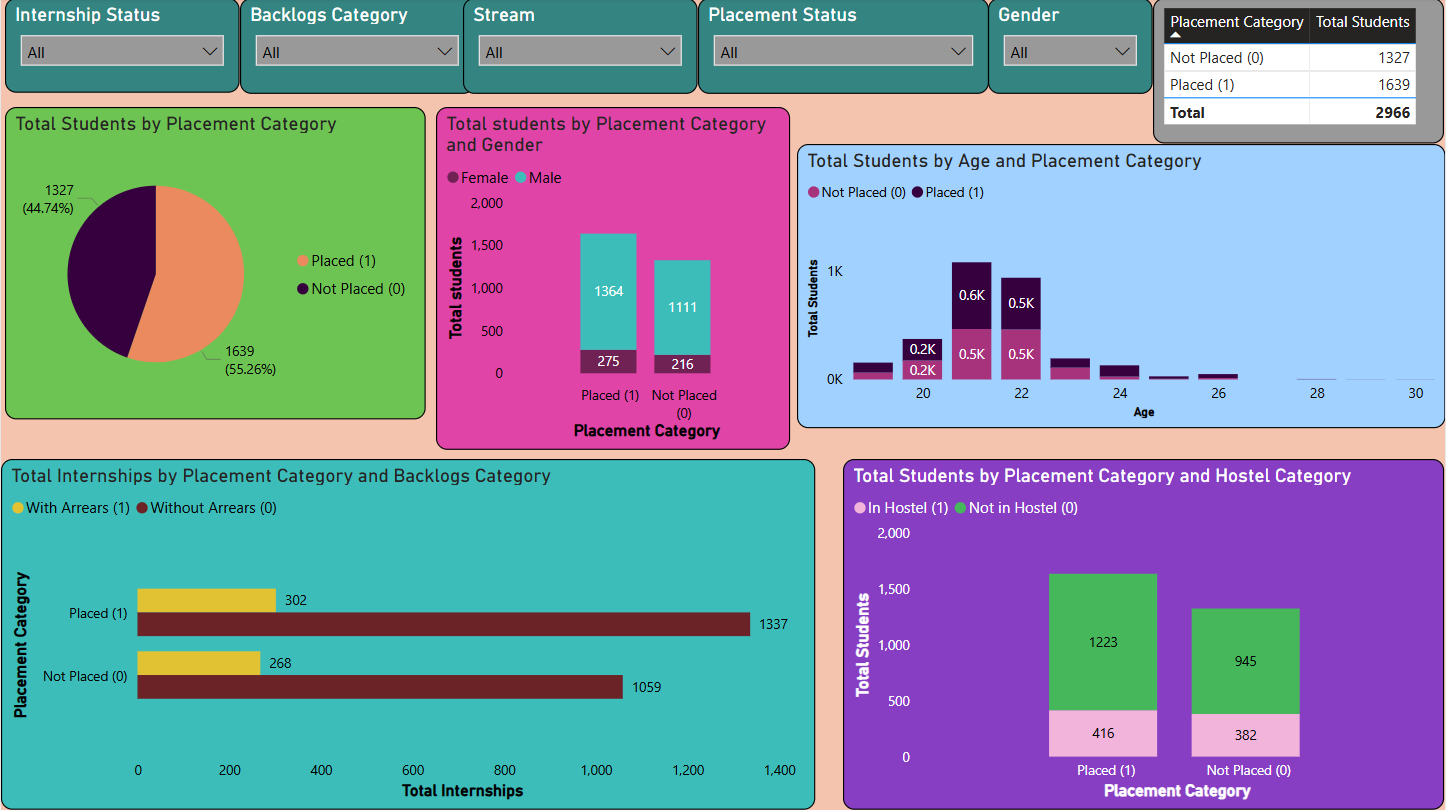 Internship Status
All
Backlogs Category
All
Stream
All
Placement Status
All
Gender
All
Placement Category Total Students
Not Placed (0) 1327
Placed (1) 1639
Total 2966
Total Students by Placement Category
1327
(44.74%)
1639
(55.26%)
Placed (1)
Not Placed (0)
Total students by Placement Category
and Gender
Female Male
Total students
2,000
1,500
1,000
500
0
1364
275
1111
216
Placed (1) Not Placed
(0)
Placement Category
Total Students by Age and Placement Category
Not Placed (0) Placed (1)
Total Students
1K
0K
0.2K
0.2K
0.6K
0.5K
0.5K
0.5K
20 22 24 26 28 30
Age
Total Internships by Placement Category and Backlogs Category
With Arrears (1) Without Arrears (0)
Placement Category
Placed (1)
302
1337
Not Placed (0)
268
1059
0 200 400 600 800 1,000 1,200 1,400
Total Internships
Total Students by Placement Category and Hostel Category
In Hostel (1) Not in Hostel (0)
Total Students
2,000
1,500
1,000
500
0
1223
416
945
382
Placed (1) Not Placed (0)
Placement Category